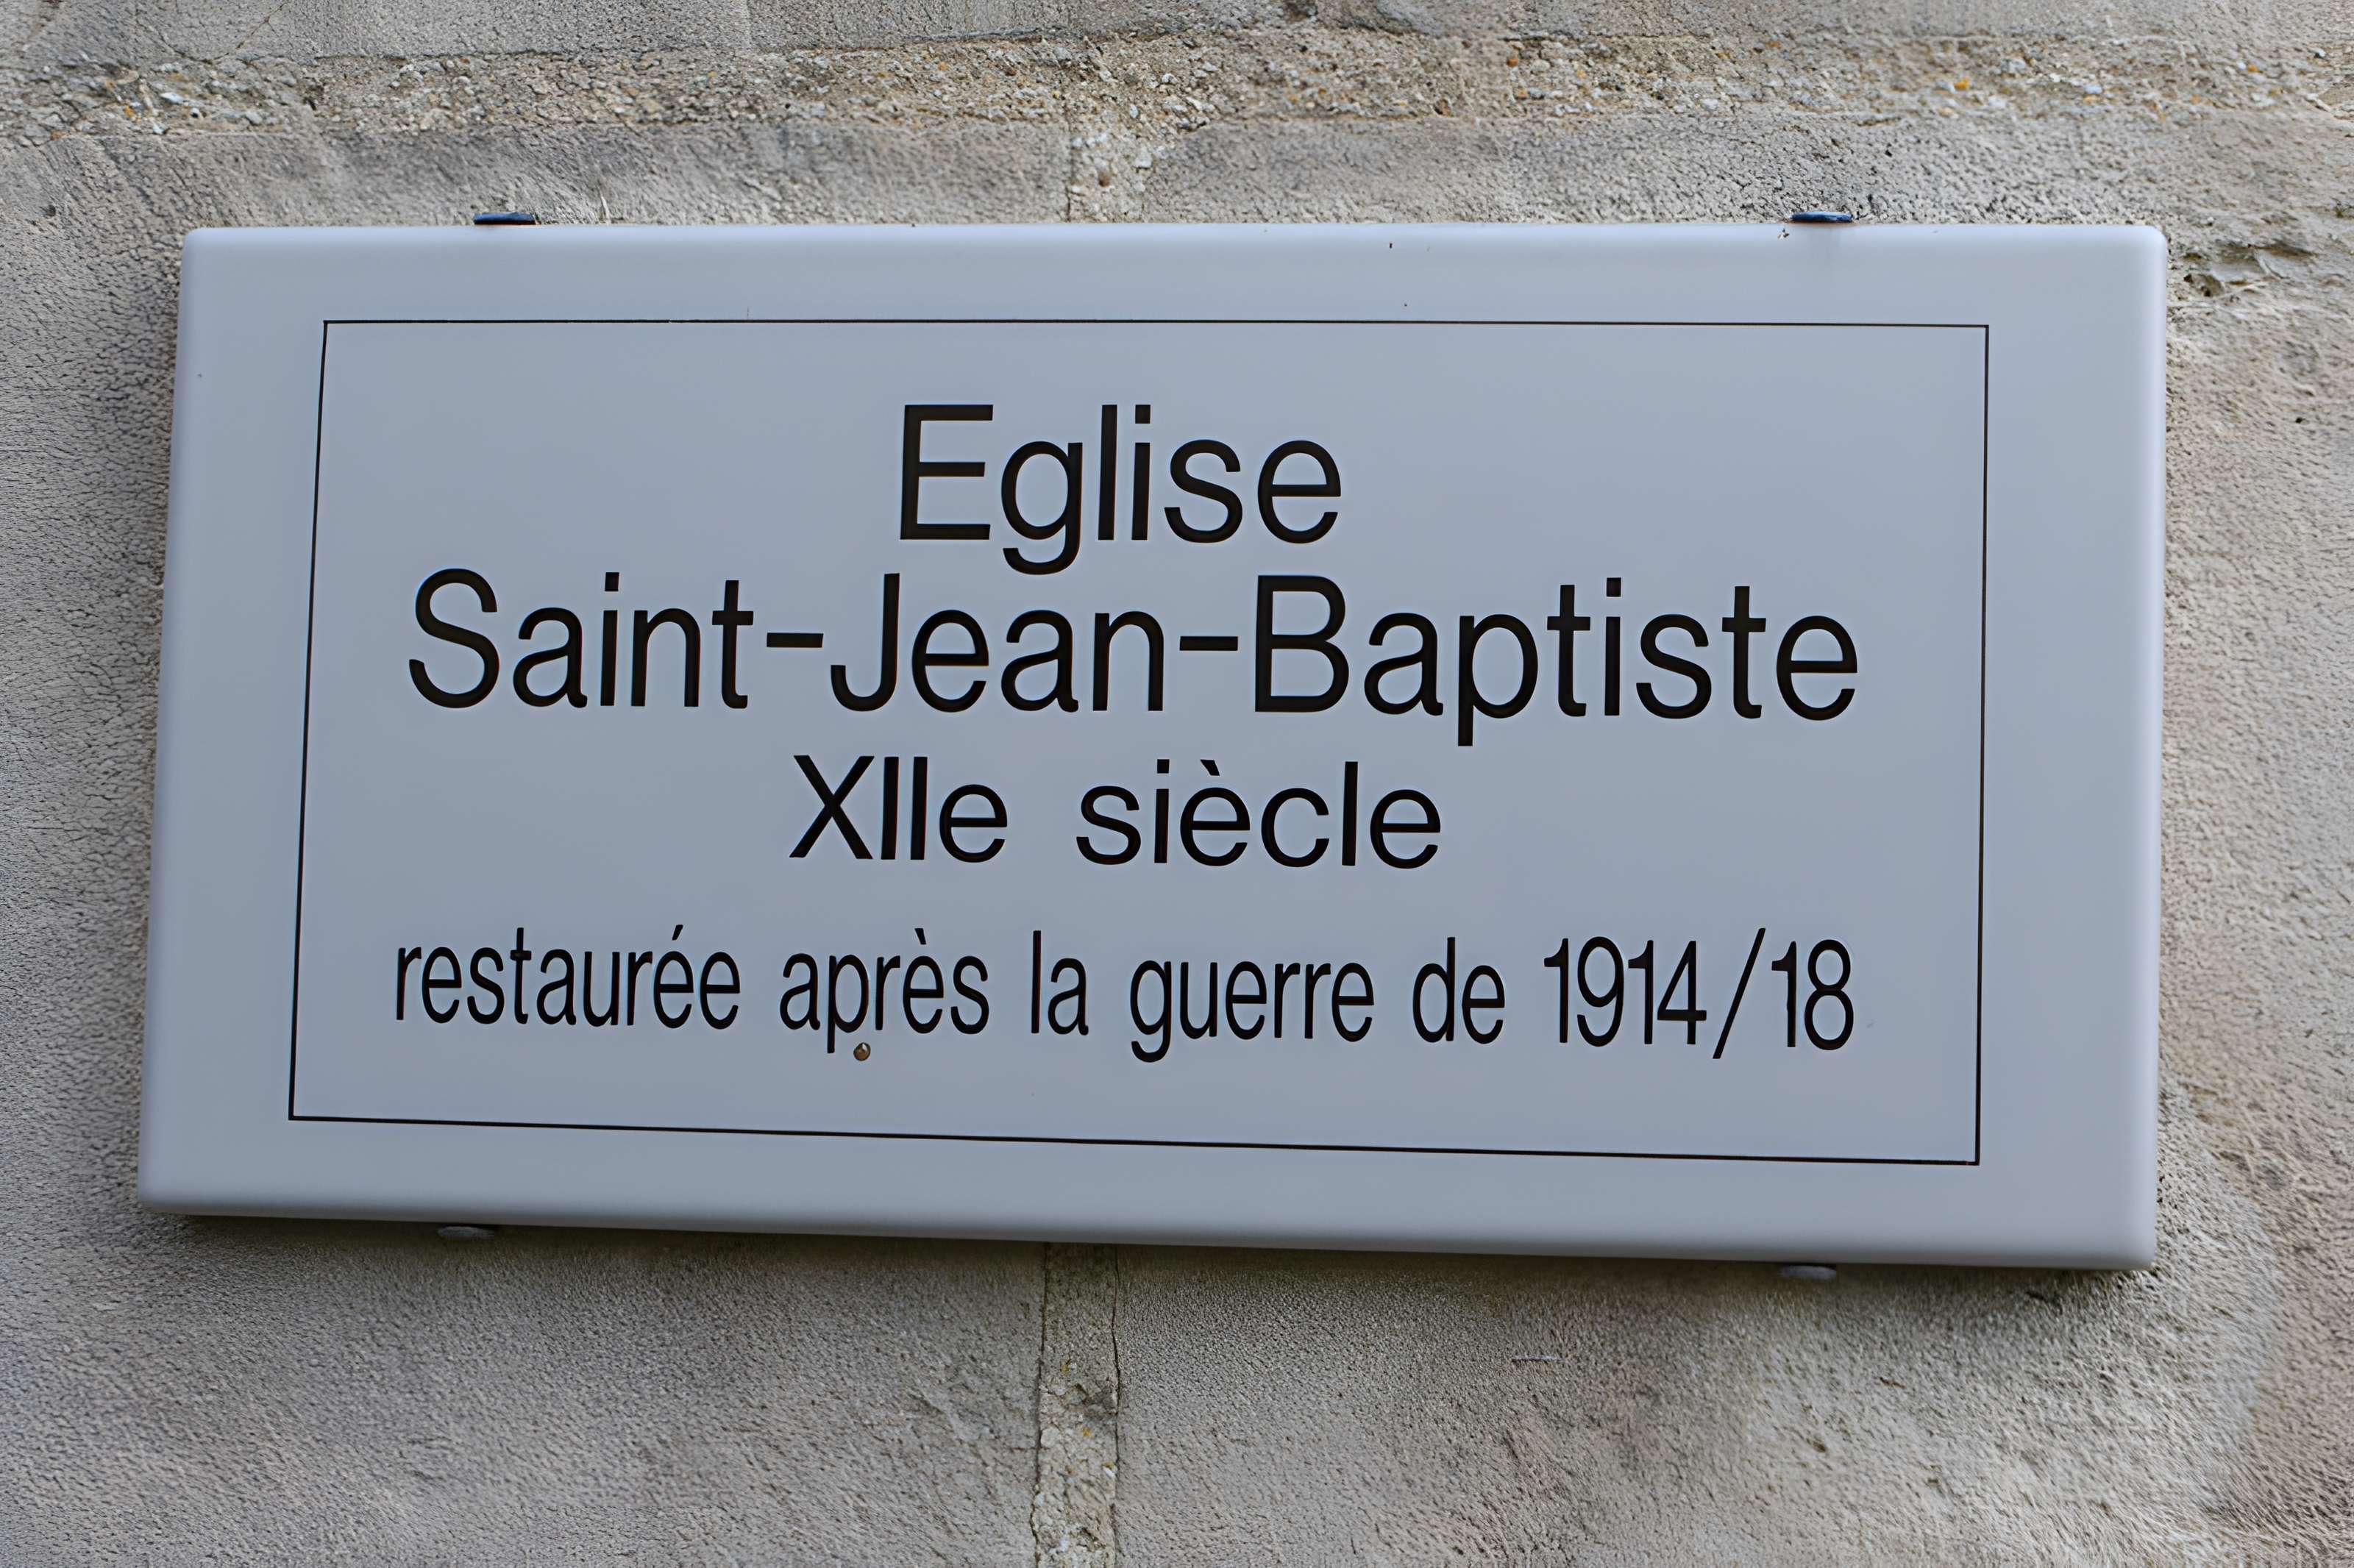 Eglise
Saint-Jean-Baptiste
XIIe siècle
restaurée après la guerre de 1914/18